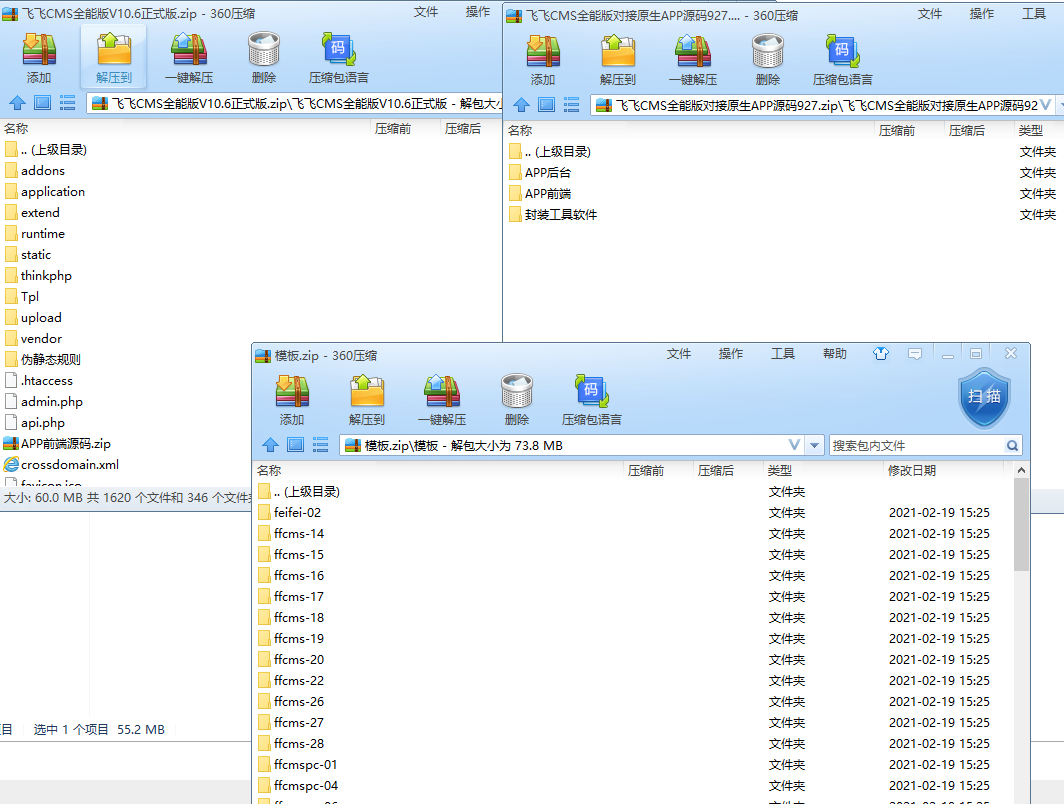 飞飞CMS全能版V10.6正式版.zip - 360压缩
文件 操作
添加 解压到 一键解压 删除 压缩包语言
飞飞CMS全能版V10.6正式版.zip\飞飞CMS全能版V10.6正式版 - 解包大小
名称 压缩前 压缩后
.. (上级目录)
addons
application
extend
runtime
static
thinkphp
Tpl
upload
vendor
伪静态规则
.htaccess
admin.php
api.php
APP前端源码.zip
crossdomain.xml
favicon.ico
大小: 60.0 MB 共 1620 个文件和 346 个文件
选中 1 个项目 55.2 MB
飞飞CMS全能版对接原生APP源码927.... - 360压缩
文件 操作 工具
添加 解压到 一键解压 删除 压缩包语言
飞飞CMS全能版对接原生APP源码927.zip\飞飞CMS全能版对接原生APP源码92
名称 压缩前 压缩后 类型
.. (上级目录) 文件夹
APP后台 文件夹
APP前端 文件夹
封装工具软件 文件夹
模板.zip - 360压缩
文件 操作 工具 帮助
添加 解压到 一键解压 删除 压缩包语言
扫描
模板.zip\模板 - 解包大小为 73.8 MB
搜索包内文件
名称 压缩前 压缩后 类型 修改日期
.. (上级目录) 文件夹
feifei-02 文件夹 2021-02-19 15:25
ffcms-14 文件夹 2021-02-19 15:25
ffcms-15 文件夹 2021-02-19 15:25
ffcms-16 文件夹 2021-02-19 15:25
ffcms-17 文件夹 2021-02-19 15:25
ffcms-18 文件夹 2021-02-19 15:25
ffcms-19 文件夹 2021-02-19 15:25
ffcms-20 文件夹 2021-02-19 15:25
ffcms-22 文件夹 2021-02-19 15:25
ffcms-26 文件夹 2021-02-19 15:25
ffcms-27 文件夹 2021-02-19 15:25
ffcms-28 文件夹 2021-02-19 15:25
ffcmspc-01 文件夹 2021-02-19 15:25
ffcmspc-04 文件夹 2021-02-19 15:25